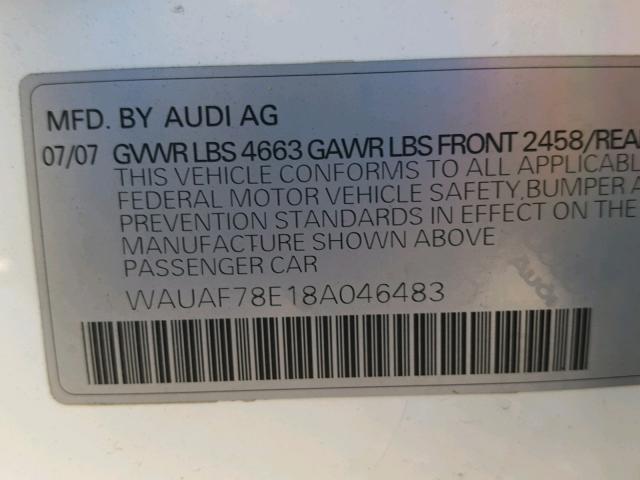 MFD. BY AUDI AG
07/07 GVWR LBS 4663 GAWR LBS FRONT 2458/REA
THIS VEHICLE CONFORMS TO ALL APPLICABL
FEDERAL MOTOR VEHICLE SAFETY, BUMPER A
PREVENTION STANDARDS IN EFFECT ON THE
MANUFACTURE SHOWN ABOVE
PASSENGER CAR
WAUAF78E18A046483
Audi